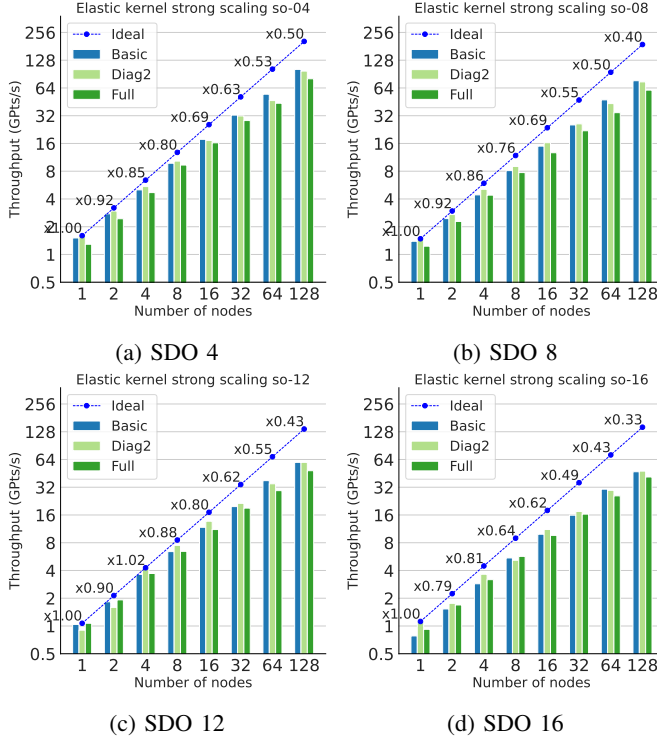 Elastic kernel strong scaling so-04
Throughput (GPts/s)
256
128
64
32
16
8
4
2
1
0.5
Ideal
Basic
Diag2
Full
x1.00
x0.92
x0.85
x0.80
x0.69
x0.63
x0.53
x0.50
1 2 4 8 16 32 64 128
Number of nodes
(a) SDO 4
Elastic kernel strong scaling so-08
Throughput (GPts/s)
256
128
64
32
16
8
4
2
1
0.5
Ideal
Basic
Diag2
Full
x1.00
x0.92
x0.86
x0.76
x0.69
x0.55
x0.50
x0.40
1 2 4 8 16 32 64 128
Number of nodes
(b) SDO 8
Elastic kernel strong scaling so-12
Throughput (GPts/s)
256
128
64
32
16
8
4
2
1
0.5
Ideal
Basic
Diag2
Full
x1.00
x0.90
x1.02
x0.88
x0.80
x0.62
x0.55
x0.43
1 2 4 8 16 32 64 128
Number of nodes
(c) SDO 12
Elastic kernel strong scaling so-16
Throughput (GPts/s)
256
128
64
32
16
8
4
2
1
0.5
Ideal
Basic
Diag2
Full
x1.00
x0.79
x0.81
x0.64
x0.62
x0.49
x0.43
x0.33
1 2 4 8 16 32 64 128
Number of nodes
(d) SDO 16